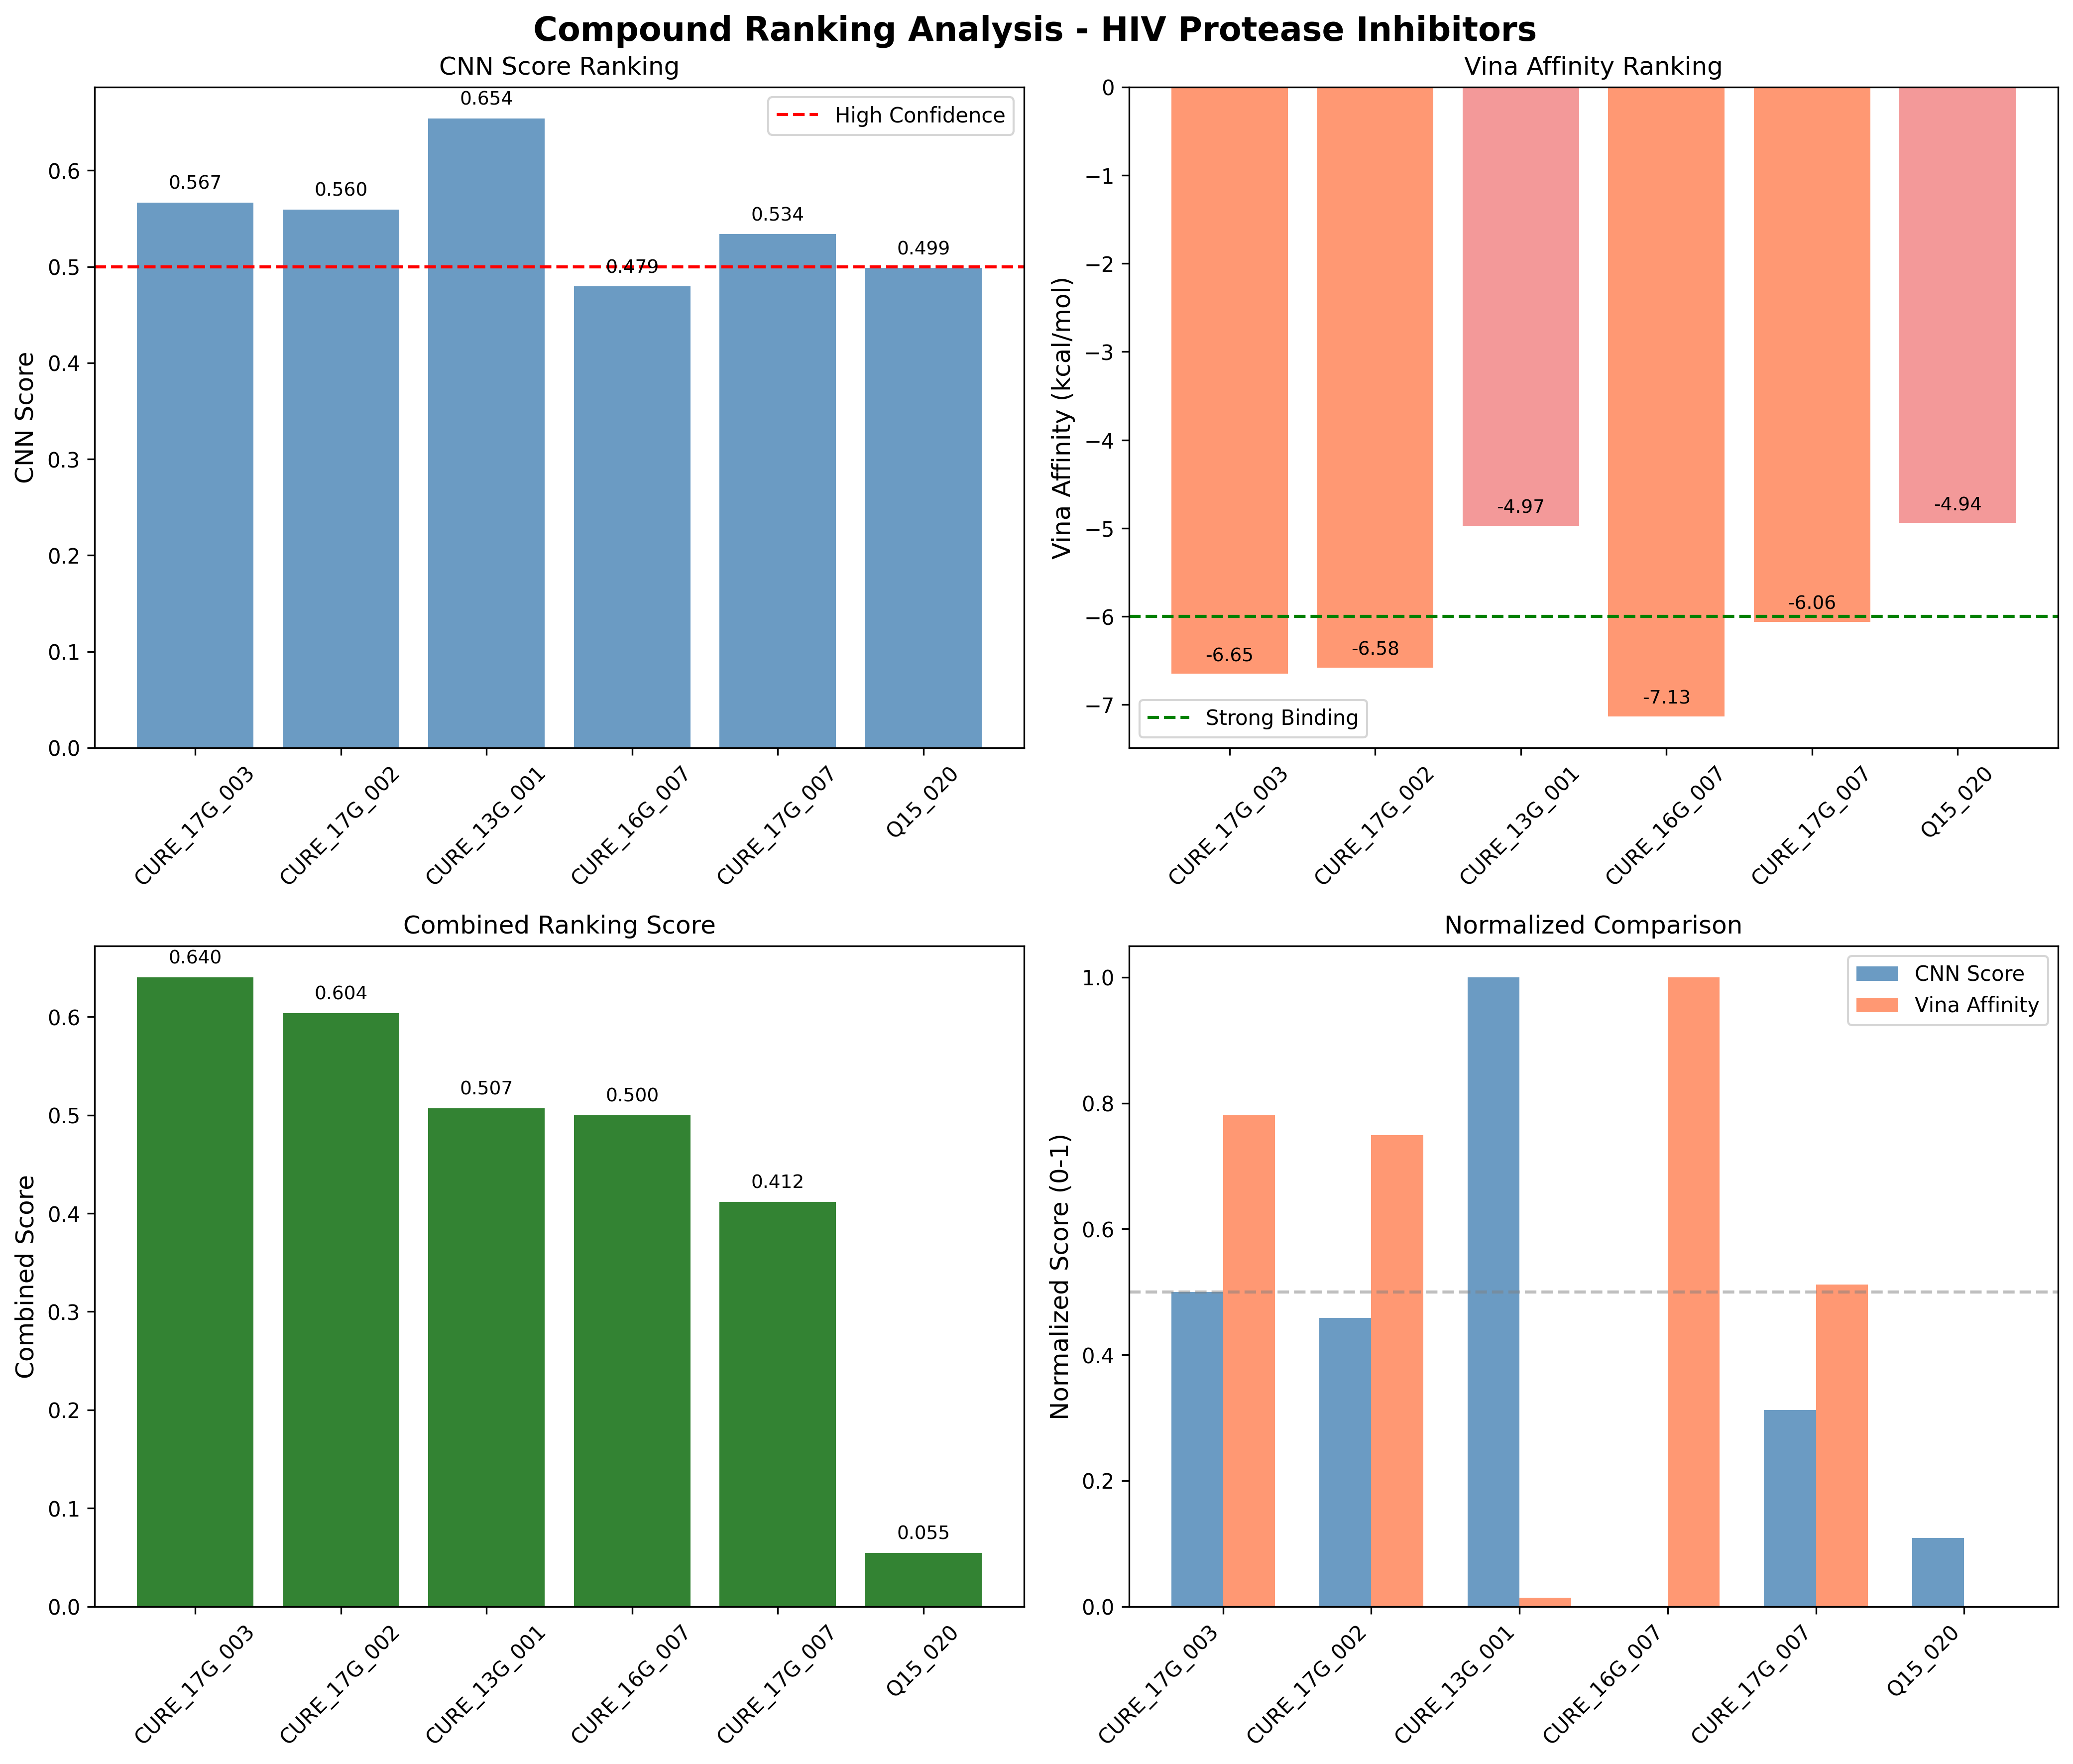 Compound Ranking Analysis - HIV Protease Inhibitors
CNN Score Ranking
High Confidence
CNN Score
0.6
0.5
0.4
0.3
0.2
0.1
0.0
0.567
0.560
0.654
0.479
0.534
0.499
CURE_17G_003
CURE_17G_002
CURE_13G_001
CURE_16G_007
CURE_17G_007
Q15_020
Vina Affinity Ranking
Vina Affinity (kcal/mol)
0
−1
−2
−3
−4
−5
−6
−7
-6.65
-6.58
-4.97
-7.13
-6.06
-4.94
Strong Binding
CURE_17G_003
CURE_17G_002
CURE_13G_001
CURE_16G_007
CURE_17G_007
Q15_020
Combined Ranking Score
Combined Score
0.6
0.5
0.4
0.3
0.2
0.1
0.0
0.640
0.604
0.507
0.500
0.412
0.055
CURE_17G_003
CURE_17G_002
CURE_13G_001
CURE_16G_007
CURE_17G_007
Q15_020
Normalized Comparison
CNN Score
Vina Affinity
Normalized Score (0-1)
1.0
0.8
0.6
0.4
0.2
0.0
CURE_17G_003
CURE_17G_002
CURE_13G_001
CURE_16G_007
CURE_17G_007
Q15_020